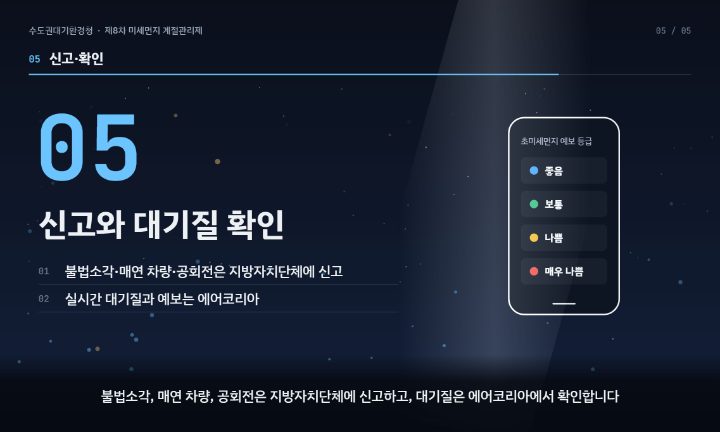 수도권대기환경청 · 제8차 미세먼지 계절관리제
05 / 05
05 신고·확인
05
신고와 대기질 확인
01 불법소각·매연 차량·공회전은 지방자치단체에 신고
02 실시간 대기질과 예보는 에어코리아
초미세먼지 예보 등급
좋음
보통
나쁨
매우 나쁨
불법소각, 매연 차량, 공회전은 지방자치단체에 신고하고, 대기질은 에어코리아에서 확인합니다